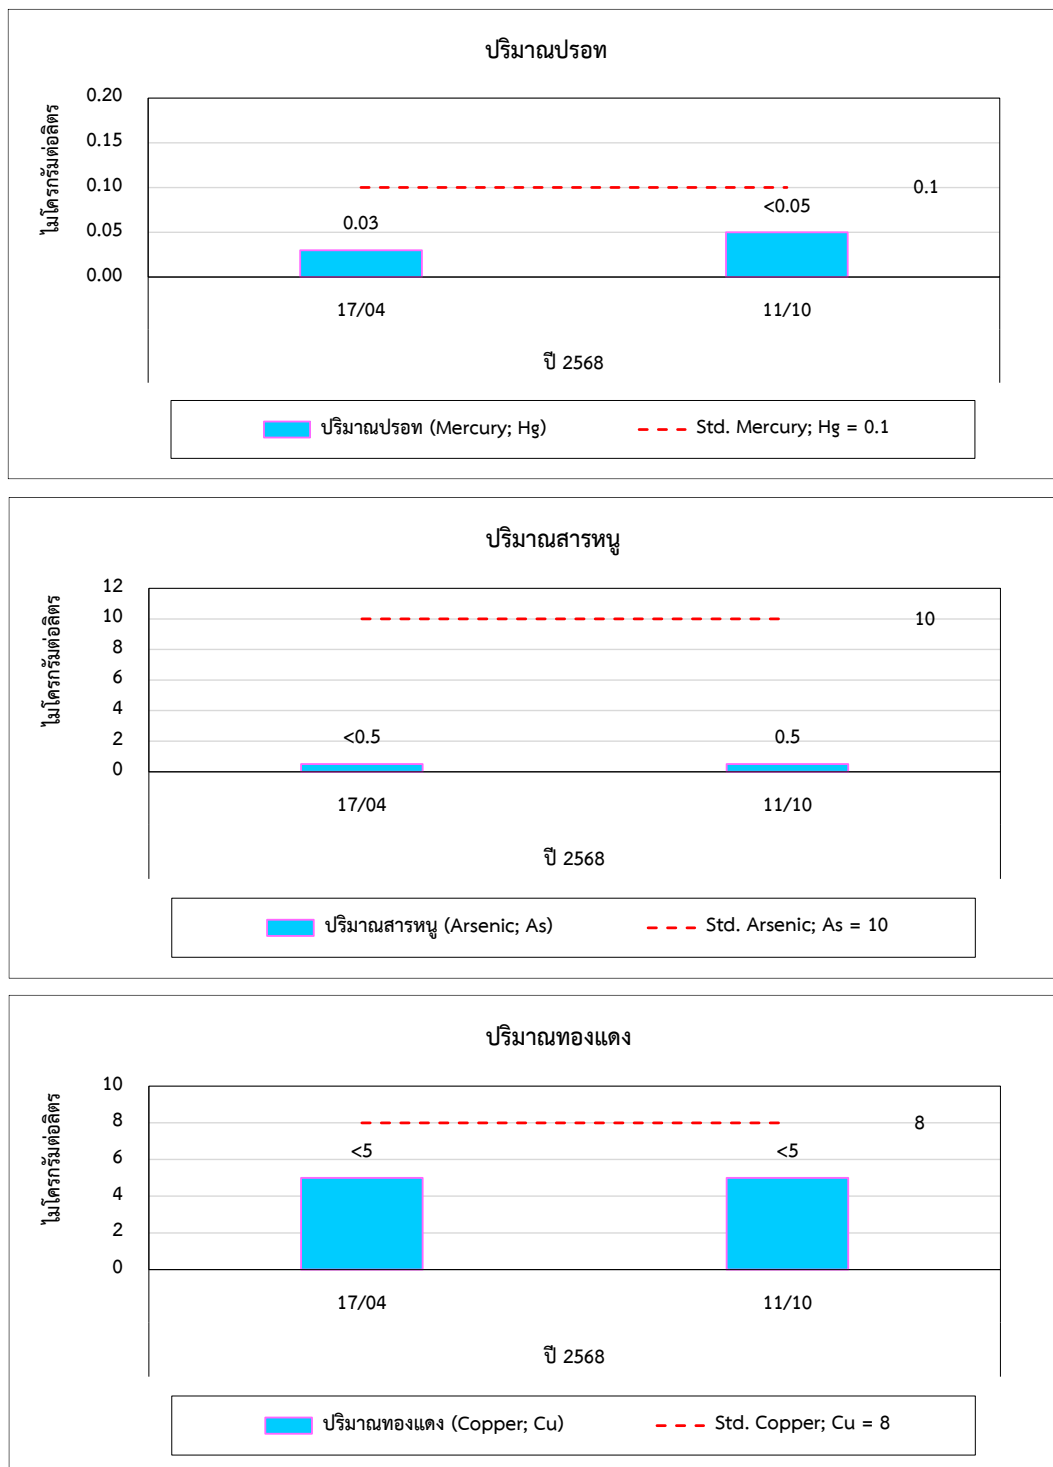 ปริมาณปรอท
ไมโครกรัมต่อลิตร
0.20
0.15
0.10
0.05
0.00
0.1
0.03
<0.05
17/04
11/10
ปี 2568
ปริมาณปรอท (Mercury; Hg)
Std. Mercury; Hg = 0.1
ปริมาณสารหนู
ไมโครกรัมต่อลิตร
12
10
8
6
4
2
0
10
<0.5
0.5
17/04
11/10
ปี 2568
ปริมาณสารหนู (Arsenic; As)
Std. Arsenic; As = 10
ปริมาณทองแดง
ไมโครกรัมต่อลิตร
10
8
6
4
2
0
8
<5
<5
17/04
11/10
ปี 2568
ปริมาณทองแดง (Copper; Cu)
Std. Copper; Cu = 8